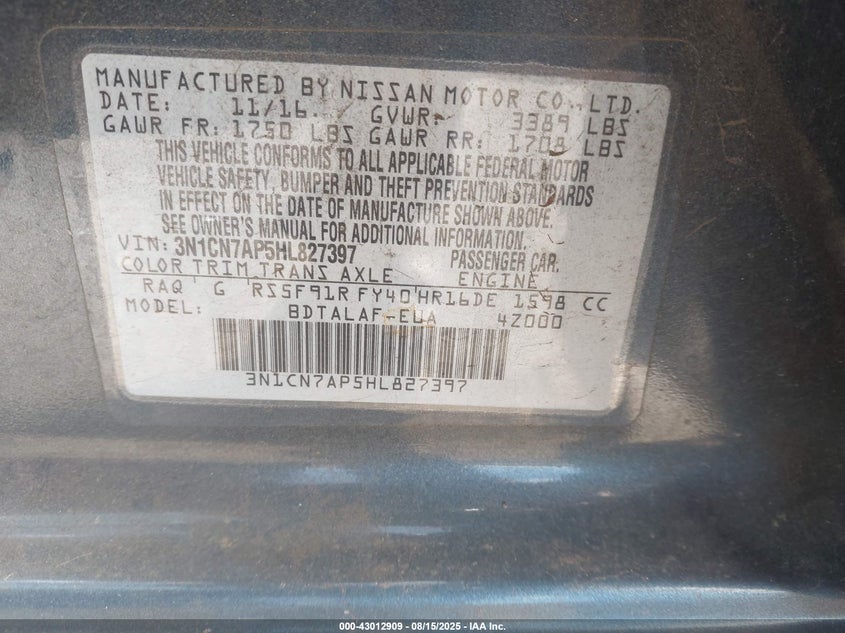 MANUFACTURED BY NISSAN MOTOR CO., LTD.
DATE: 11/16 GVWR: 3389 LBS
GAWR FR: 1750 LBS GAWR RR: 1708 LBS
THIS VEHICLE CONFORMS TO ALL APPLICABLE FEDERAL MOTOR
VEHICLE SAFETY, BUMPER AND THEFT PREVENTION STANDARDS
IN EFFECT ON THE DATE OF MANUFACTURE SHOWN ABOVE.
SEE OWNER'S MANUAL FOR ADDITIONAL INFORMATION.
VIN: 3N1CN7AP5HL827397 PASSENGER CAR.
COLOR TRIM TRANS AXLE ENGINE
RAQ G RS5F91R FY40 HR16DE 1598 CC
MODEL: BDTALAF-EUA 4Z000
3N1CN7AP5HL827397
000-43012909 - 08/15/2025 - IAA Inc.